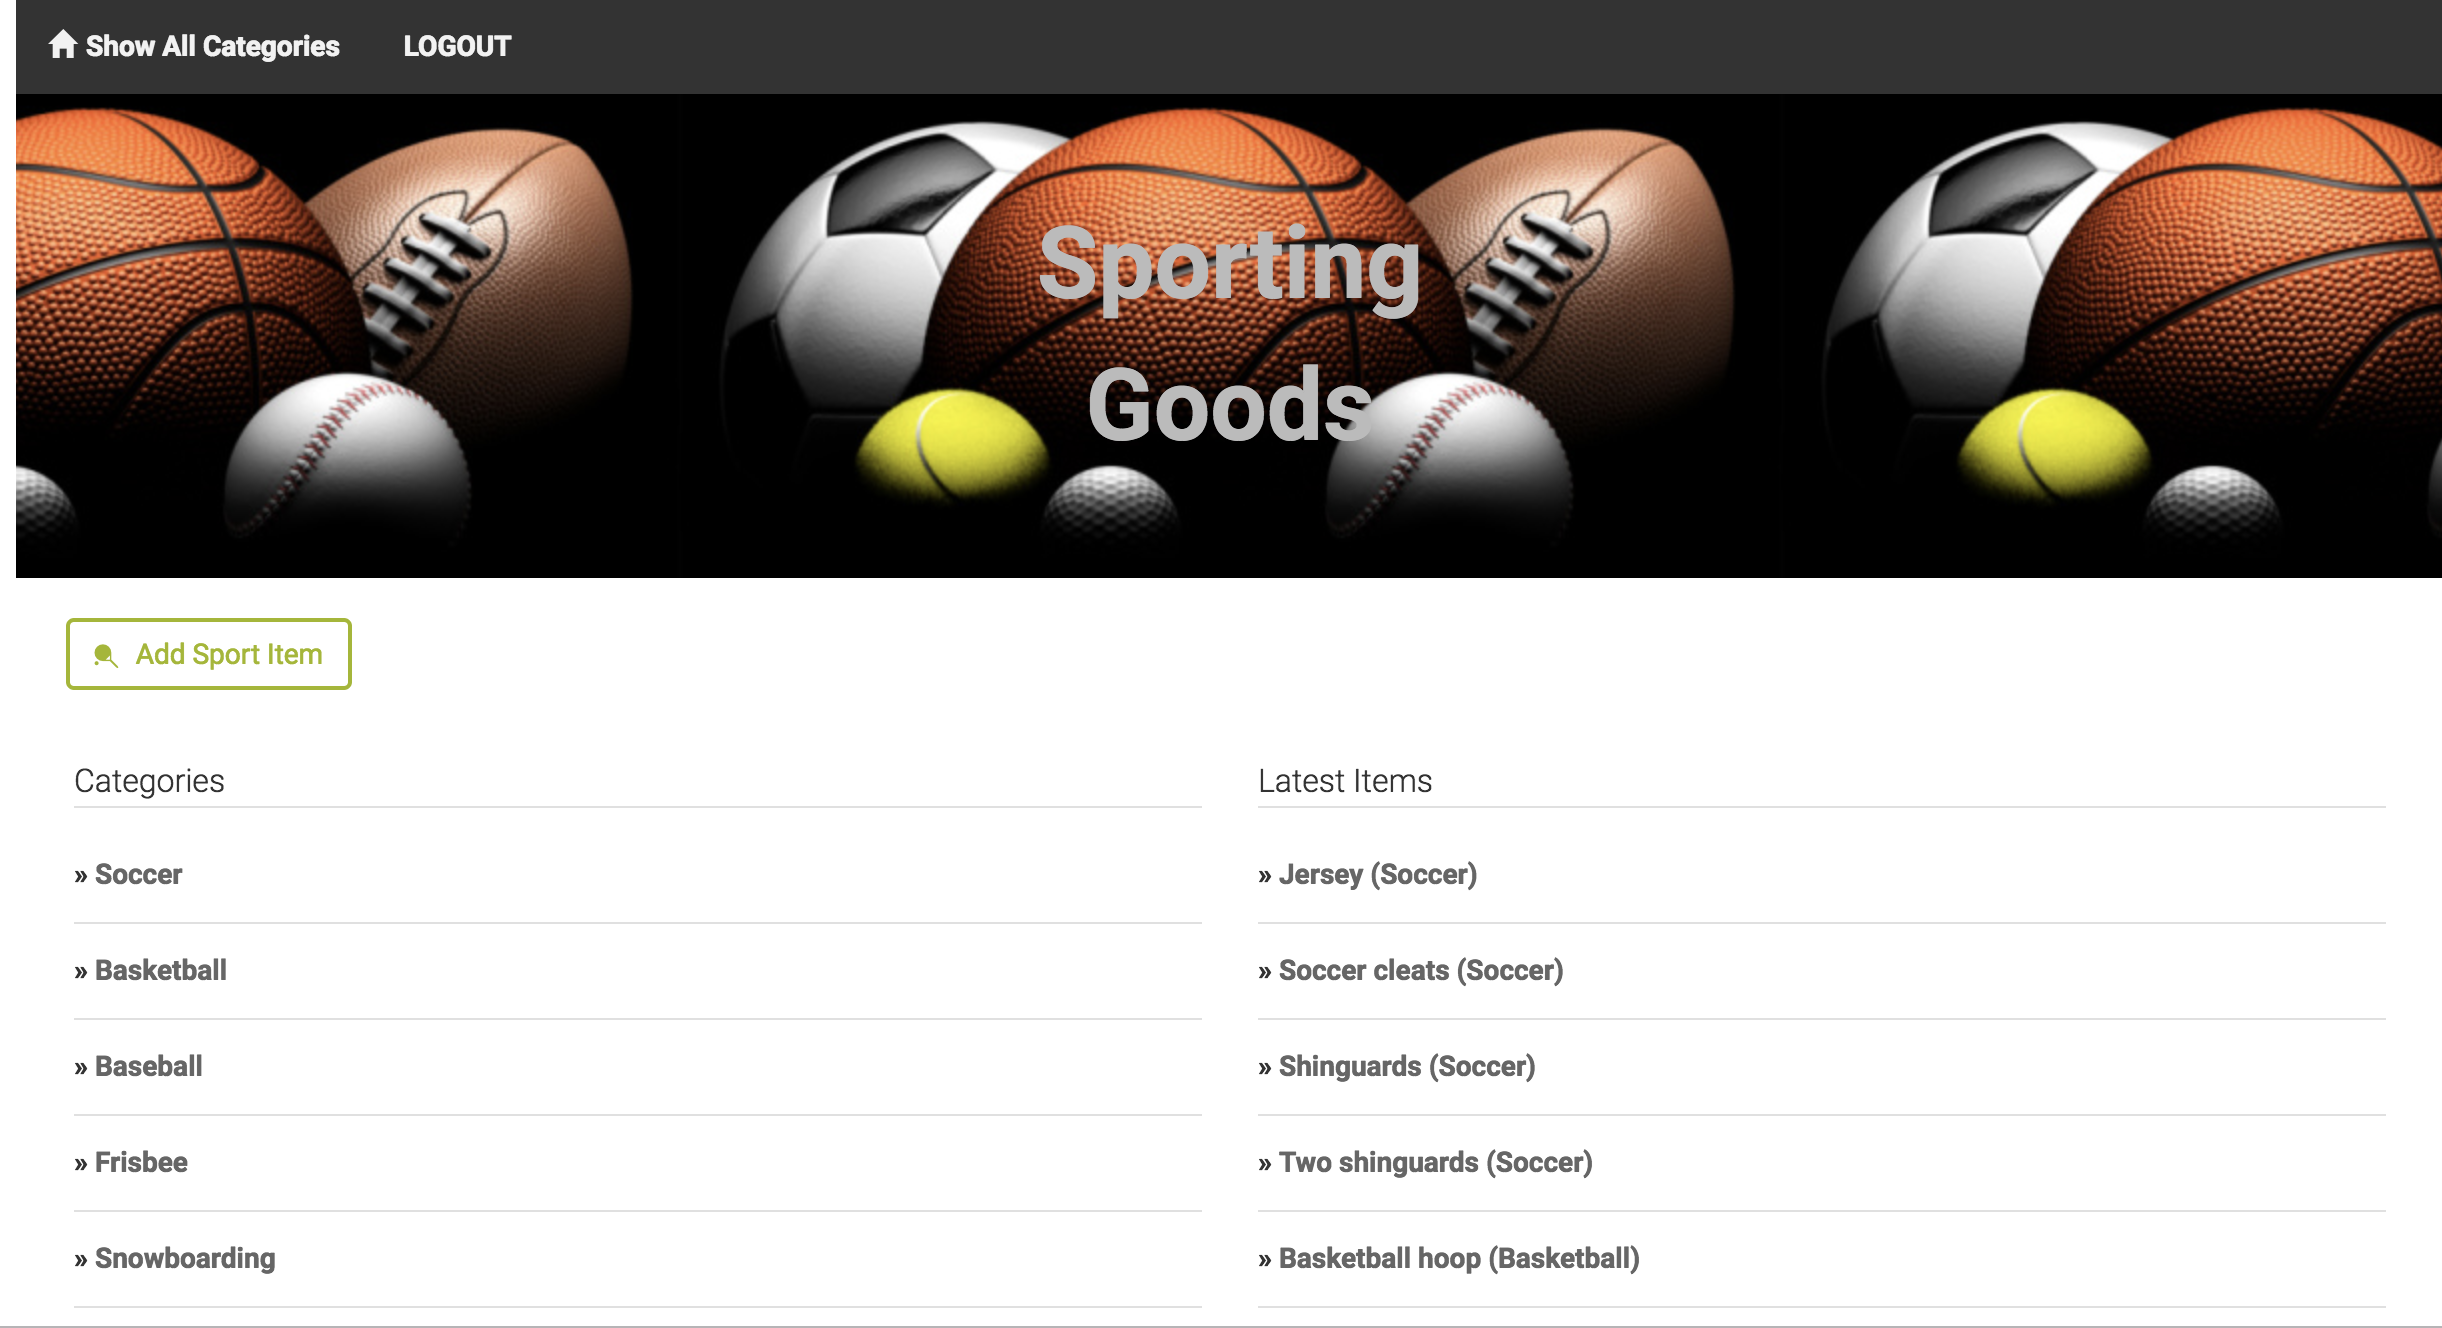 Show All Categories LOGOUT
Sporting
Goods
Add Sport Item
Categories
» Soccer
» Basketball
» Baseball
» Frisbee
» Snowboarding
Latest Items
» Jersey (Soccer)
» Soccer cleats (Soccer)
» Shinguards (Soccer)
» Two shinguards (Soccer)
» Basketball hoop (Basketball)